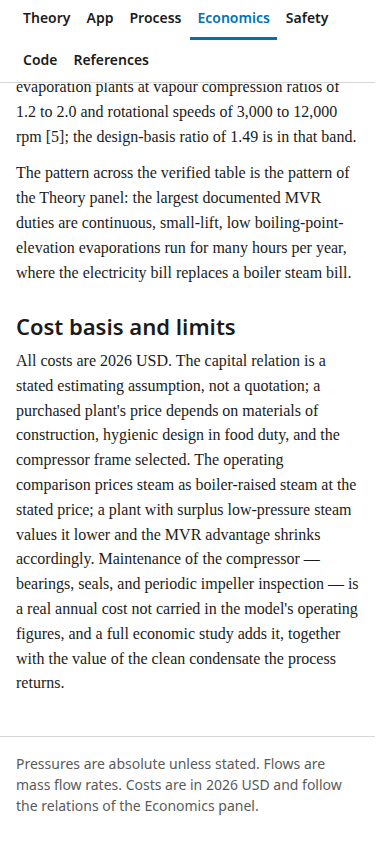 Theory App Process Economics Safety
Code References
evaporation plants at vapour compression ratios of
1.2 to 2.0 and rotational speeds of 3,000 to 12,000
rpm [5]; the design-basis ratio of 1.49 is in that band.
The pattern across the verified table is the pattern of
the Theory panel: the largest documented MVR
duties are continuous, small-lift, low boiling-point-
elevation evaporations run for many hours per year,
where the electricity bill replaces a boiler steam bill.
Cost basis and limits
All costs are 2026 USD. The capital relation is a
stated estimating assumption, not a quotation; a
purchased plant's price depends on materials of
construction, hygienic design in food duty, and the
compressor frame selected. The operating
comparison prices steam as boiler-raised steam at the
stated price; a plant with surplus low-pressure steam
values it lower and the MVR advantage shrinks
accordingly. Maintenance of the compressor —
bearings, seals, and periodic impeller inspection — is
a real annual cost not carried in the model's operating
figures, and a full economic study adds it, together
with the value of the clean condensate the process
returns.
Pressures are absolute unless stated. Flows are
mass flow rates. Costs are in 2026 USD and follow
the relations of the Economics panel.